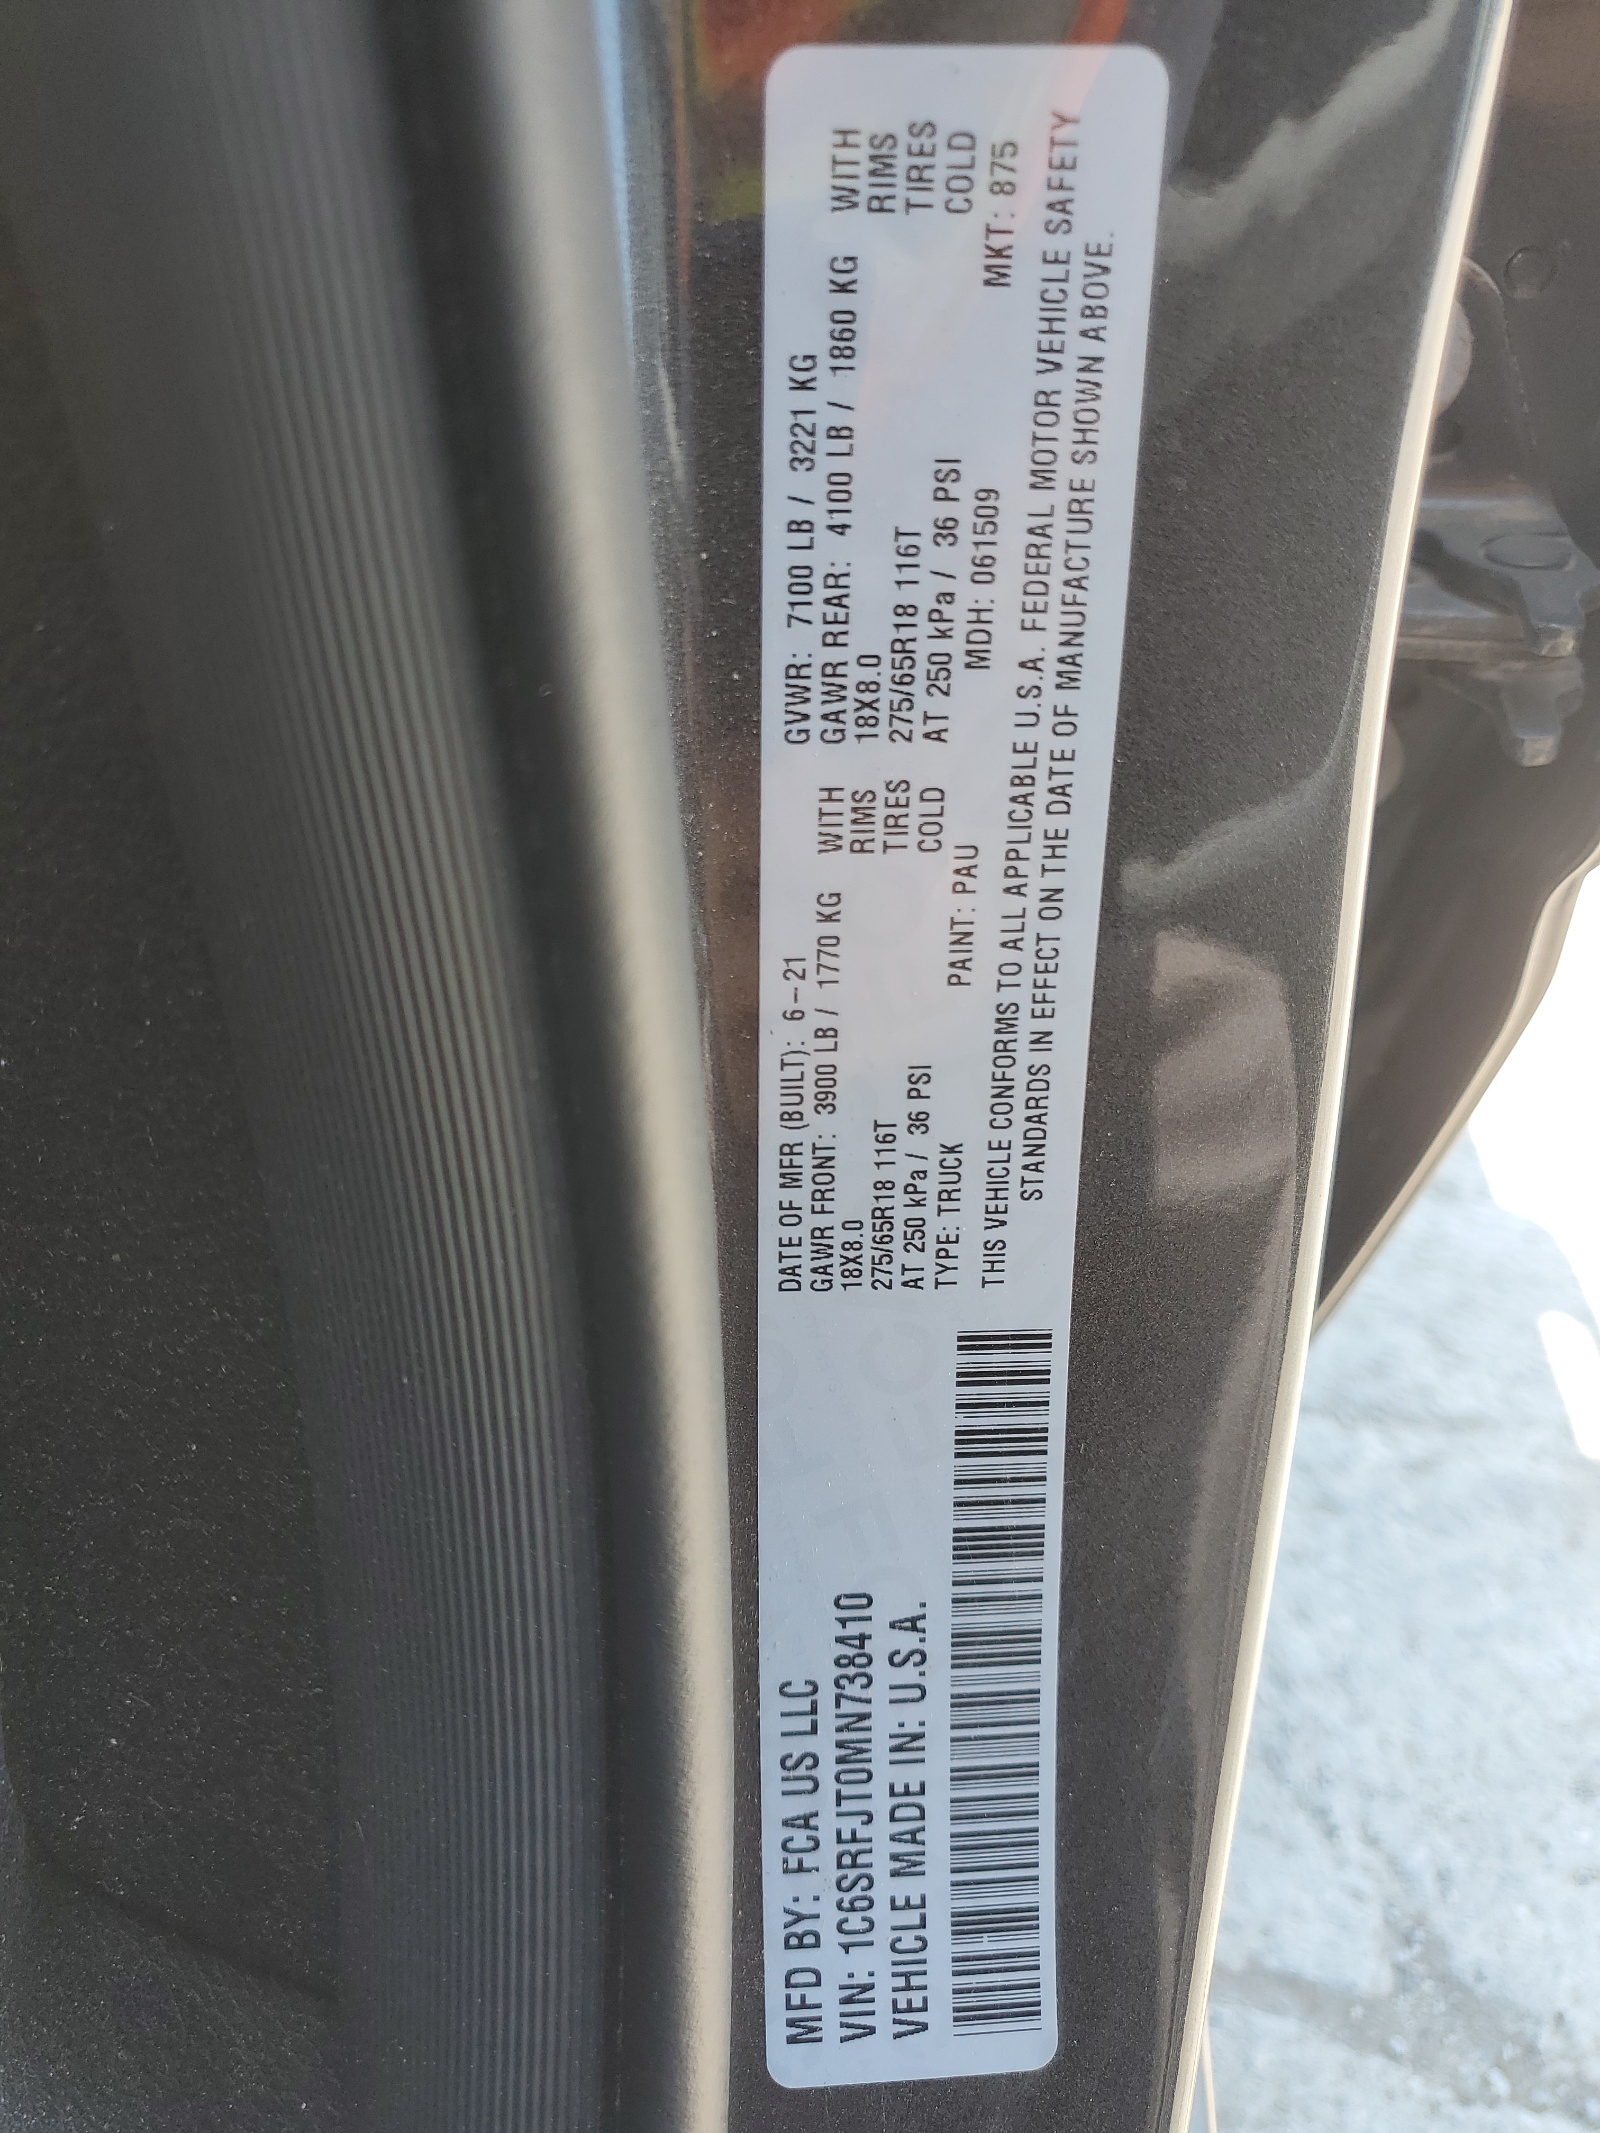 MFD BY: FCA US LLC
VIN: 1C6SRFJT0MN738410
VEHICLE MADE IN: U.S.A.
DATE OF MFR (BUILT): 6-21 GVWR: 7100 LB / 3221 KG
GAWR FRONT: 3900 LB / 1770 KG WITH GAWR REAR: 4100 LB / 1860 KG WITH
18X8.0 RIMS 18X8.0 RIMS
275/65R18 116T TIRES 275/65R18 116T TIRES
AT 250 kPa / 36 PSI COLD AT 250 kPa / 36 PSI COLD
TYPE: TRUCK PAINT: PAU MDH: 061509 MKT: 875
THIS VEHICLE CONFORMS TO ALL APPLICABLE U.S.A. FEDERAL MOTOR VEHICLE SAFETY
STANDARDS IN EFFECT ON THE DATE OF MANUFACTURE SHOWN ABOVE.